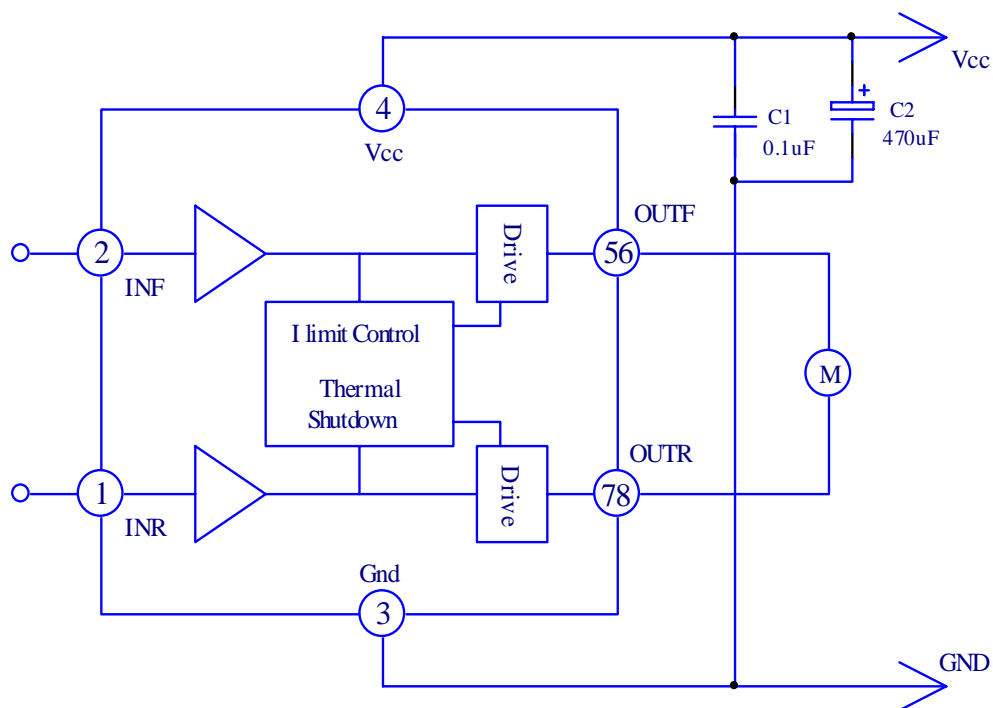 Vcc
4
Vcc
C1
0.1uF
+
C2
470uF
OUTF
2
INF
Drive
56
I limit Control
Thermal
Shutdown
M
OUTR
1
INR
Drive
78
Gnd
3
GND